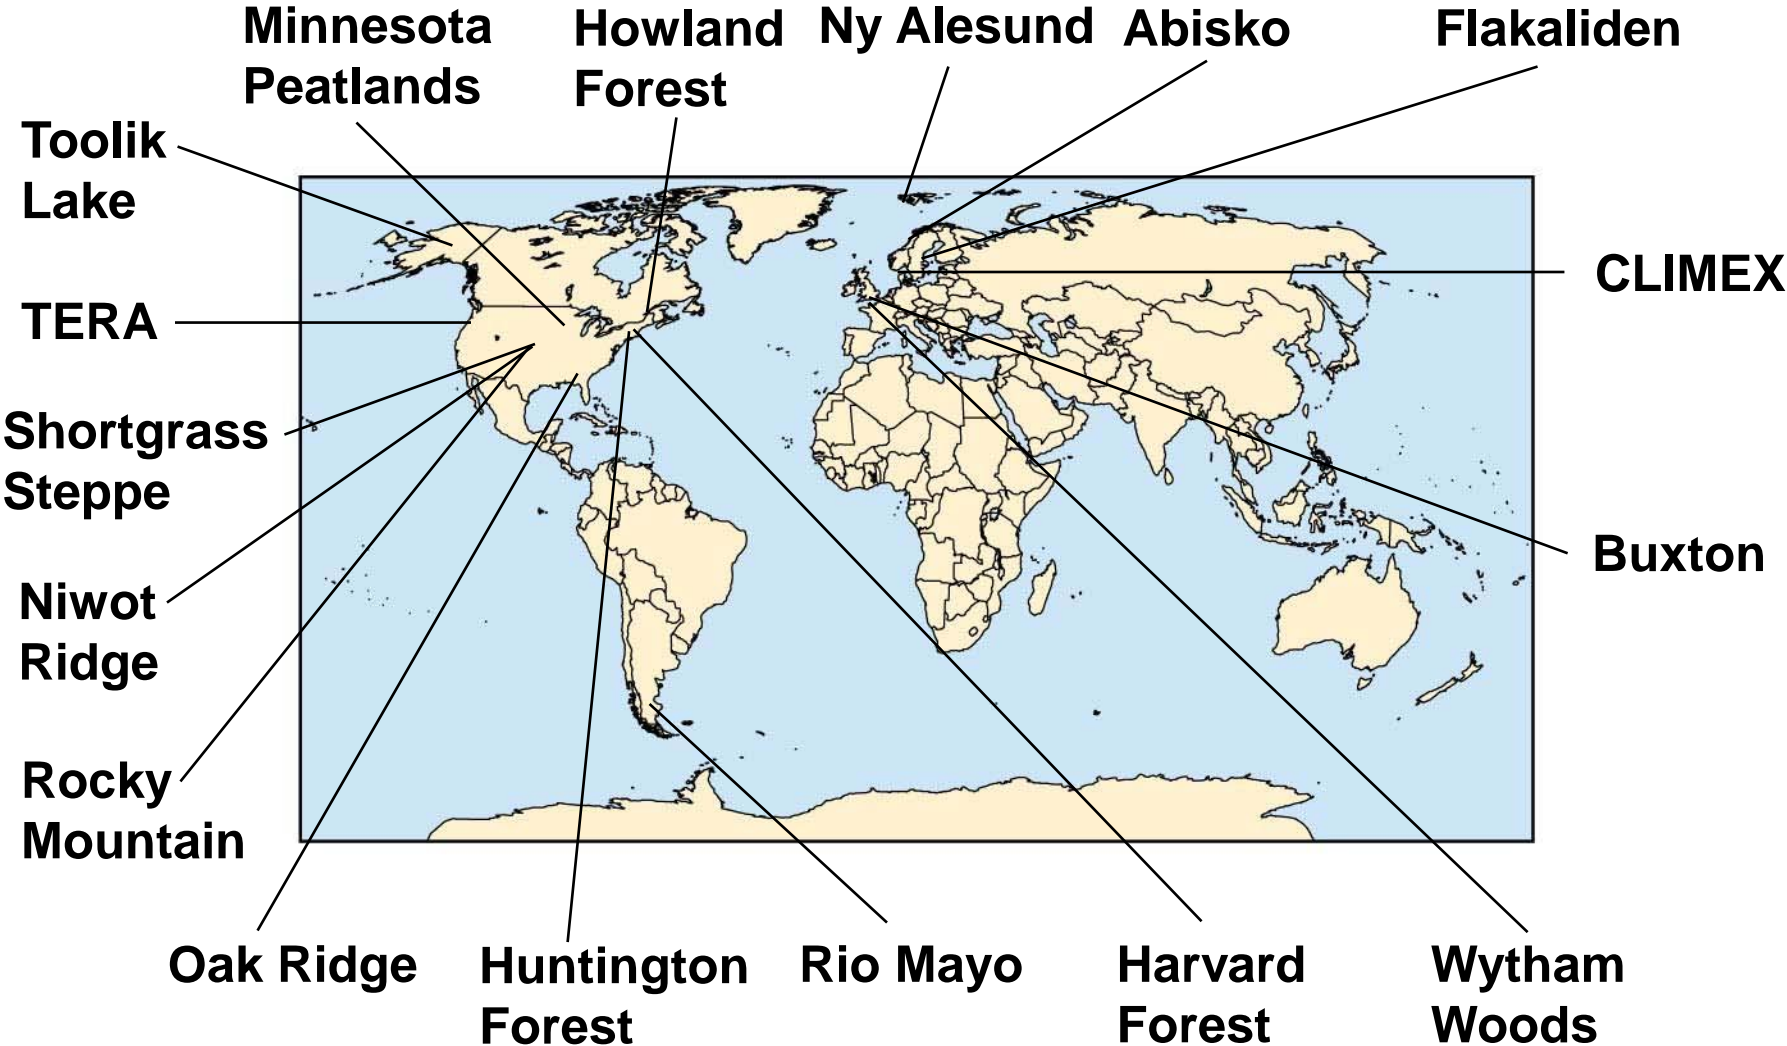 Minnesota
Peatlands
Howland
Forest
Ny Alesund
Abisko
Flakaliden
Toolik
Lake
TERA
CLIMEX
Shortgrass
Steppe
Buxton
Niwot
Ridge
Rocky
Mountain
Oak Ridge
Huntington
Forest
Rio Mayo
Harvard
Forest
Wytham
Woods